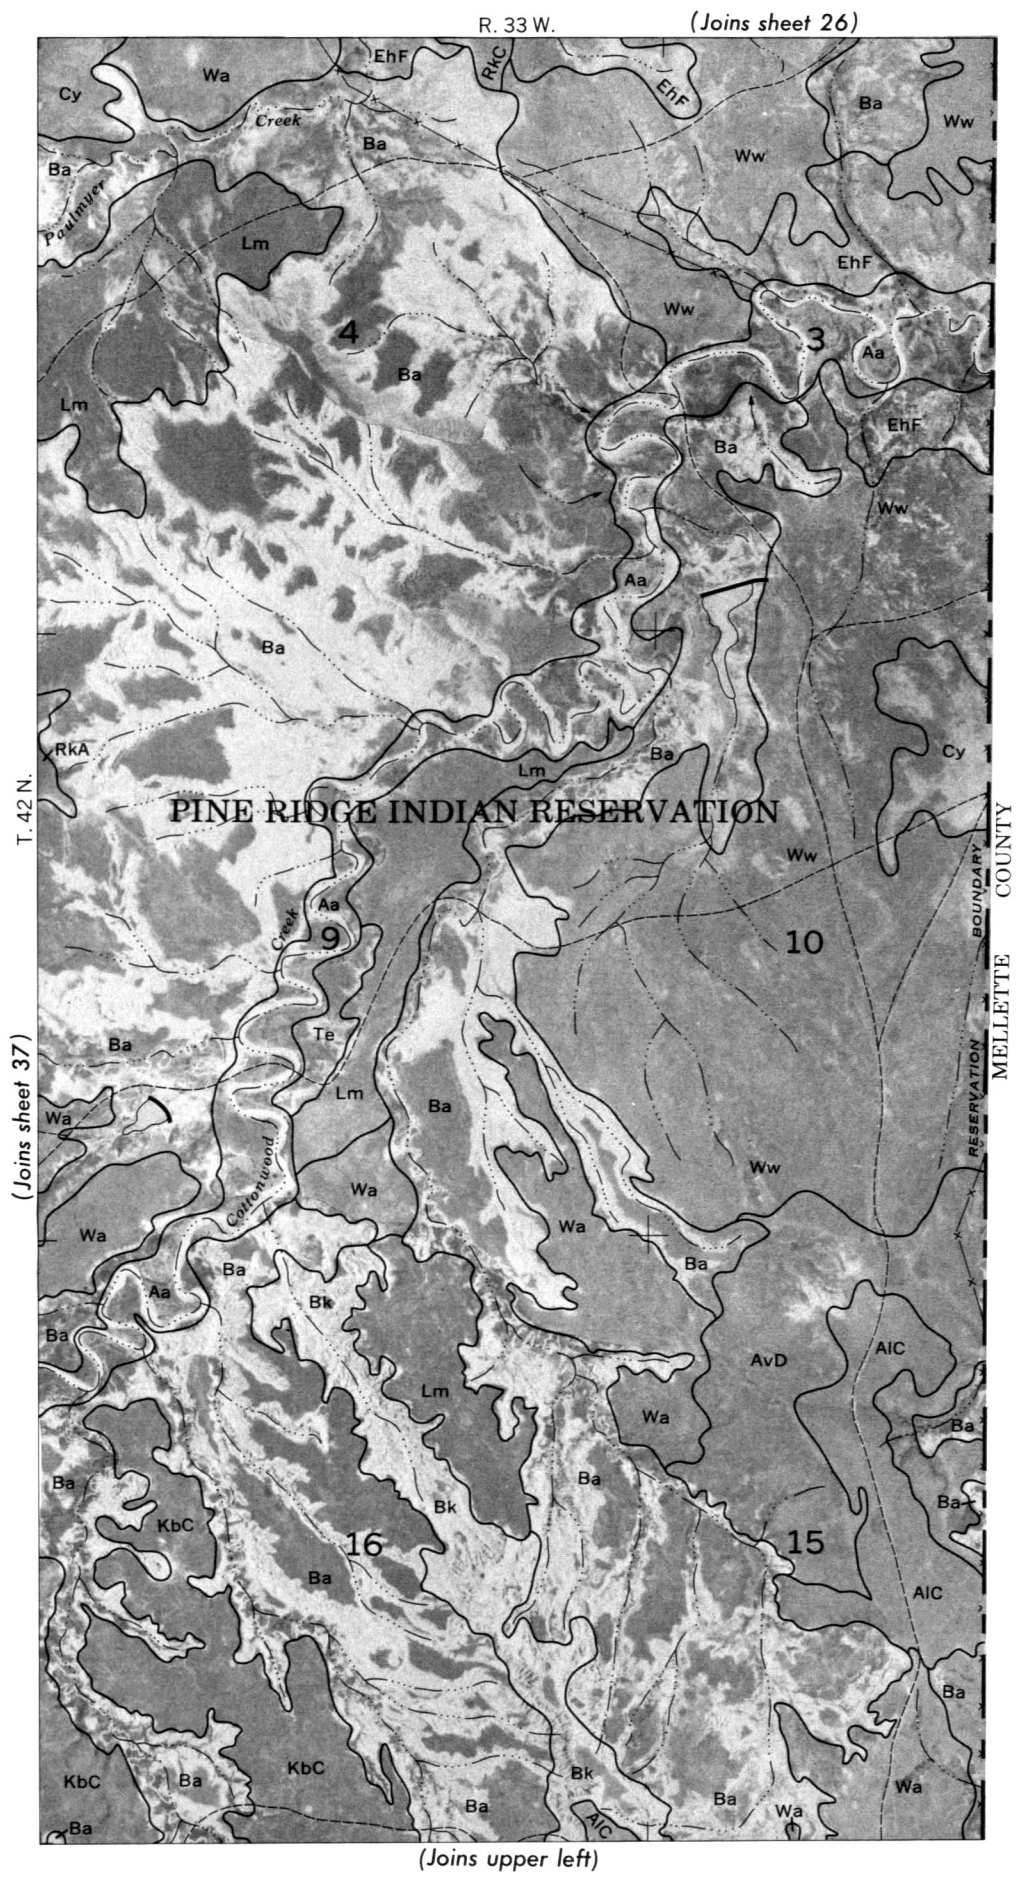 R. 33 W.
(Joins sheet 26)
EhF
RkC
Wa
Cy
EhF
Ba
Ww
Creek
Ba
Ww
Ba
Paulmyer
Lm
EhF
Ww
4
3
Aa
Ba
Lm
EhF
Ba
Ww
Aa
Ba
RkA
Cy
Ba
Lm
T. 42 N.
PINE RIDGE INDIAN RESERVATION
MELLETTE COUNTY
Ww
RESERVATION BOUNDARY
Aa
Creek
9
10
Te
Ba
(Joins sheet 37)
Lm
Ba
Wa
Cottonwood
Ww
Wa
Wa
Wa
Ba
Ba
Aa
Bk
Ba
AlC
AvD
Lm
Wa
Ba
Ba
Ba
Bk
Ba
KbC
16
15
Ba
AlC
Ba
KbC
KbC
Ba
Bk
Wa
Ba
Ba
Wa
AlC
Ba
(Joins upper left)